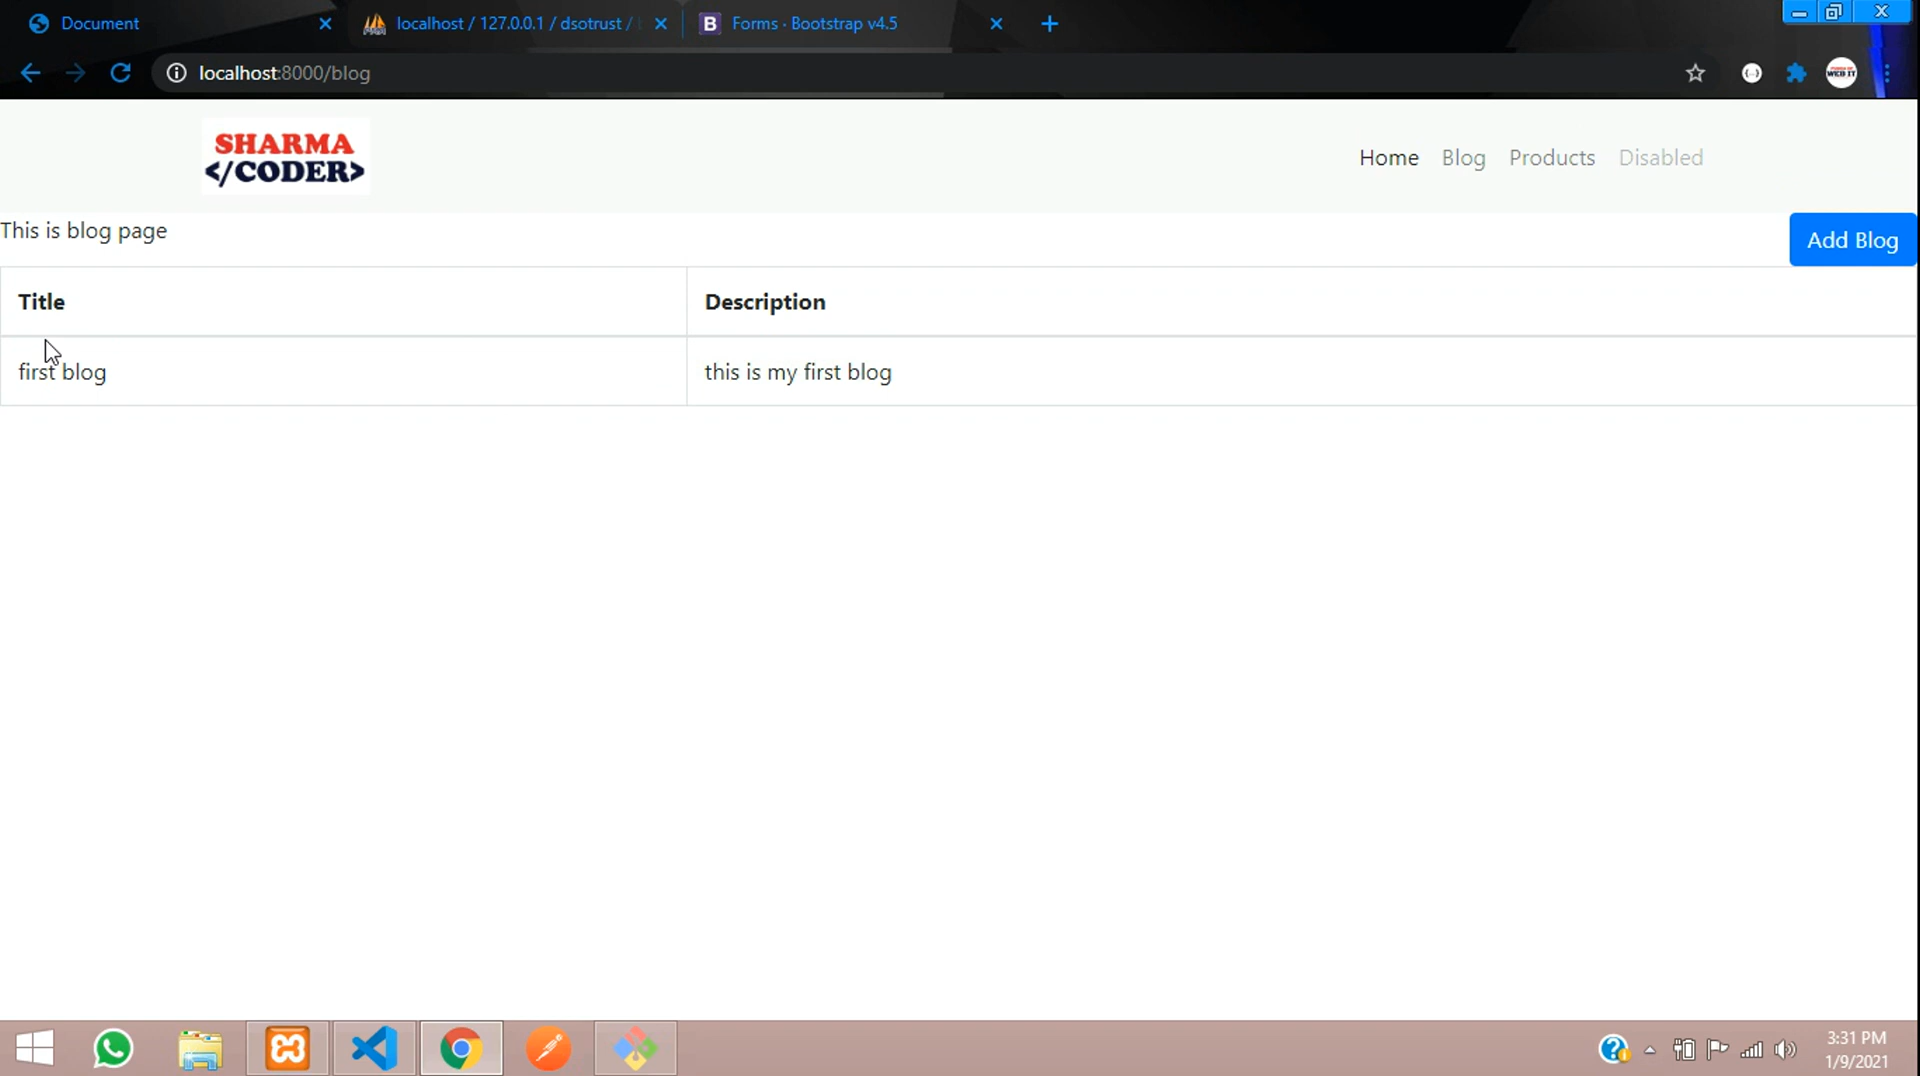 Document
localhost / 127.0.0.1 / dsotrust /
B Forms · Bootstrap v4.5
localhost:8000/blog
WEB IT
SHARMA
</CODER>
Home Blog Products Disabled
This is blog page
Add Blog
Title Description
first blog this is my first blog
3:31 PM
1/9/2021